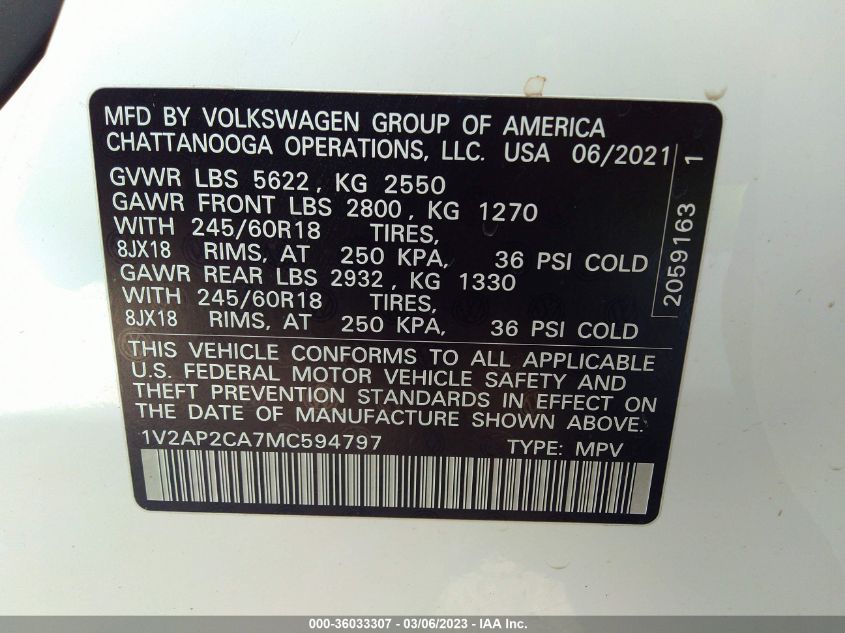 MFD BY VOLKSWAGEN GROUP OF AMERICA
CHATTANOOGA OPERATIONS, LLC. USA 06/2021
GVWR LBS 5622, KG 2550
GAWR FRONT LBS 2800, KG 1270
WITH 245/60R18 TIRES,
8JX18 RIMS, AT 250 KPA, 36 PSI COLD
GAWR REAR LBS 2932, KG 1330
WITH 245/60R18 TIRES,
8JX18 RIMS, AT 250 KPA, 36 PSI COLD
2059163 1
THIS VEHICLE CONFORMS TO ALL APPLICABLE
U.S. FEDERAL MOTOR VEHICLE SAFETY AND
THEFT PREVENTION STANDARDS IN EFFECT ON
THE DATE OF MANUFACTURE SHOWN ABOVE.
1V2AP2CA7MC594797 TYPE: MPV
000-36033307 - 03/06/2023 - IAA Inc.